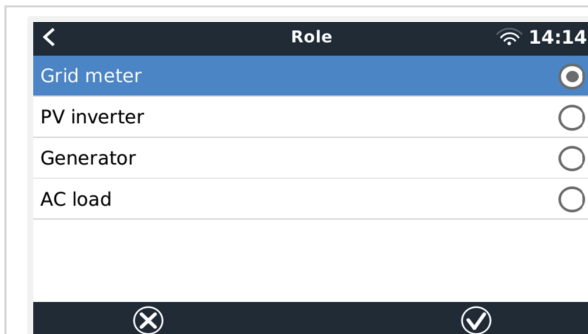 Role
14:14
Grid meter
PV inverter
Generator
AC load